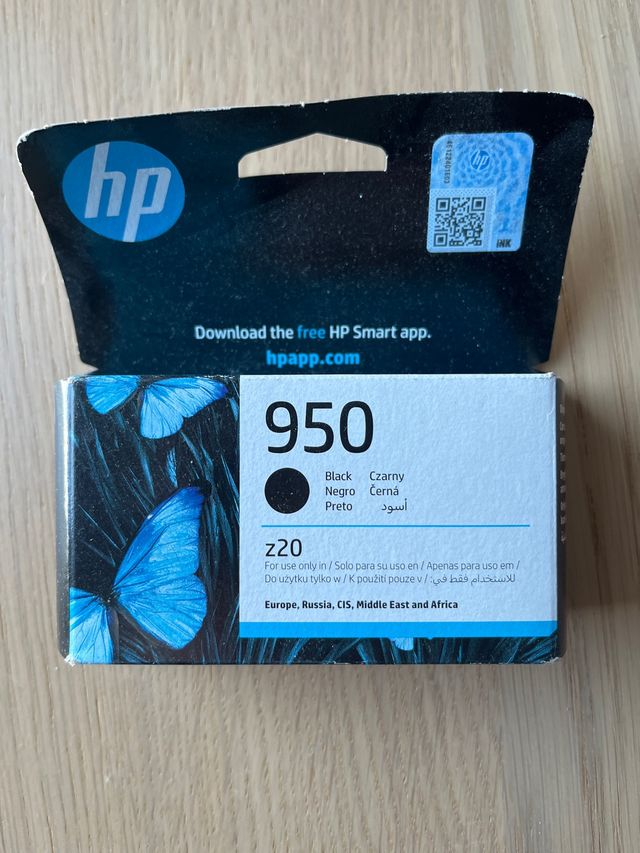 hp
hp
INK
Download the free HP Smart app.
hpapp.com
950
Black Czarny
Negro Černá
Preto أسود
z20
For use only in / Solo para su uso en / Apenas para uso em /
Do użytku tylko w / K použití pouze v / للاستخدام فقط في:
Europe, Russia, CIS, Middle East and Africa